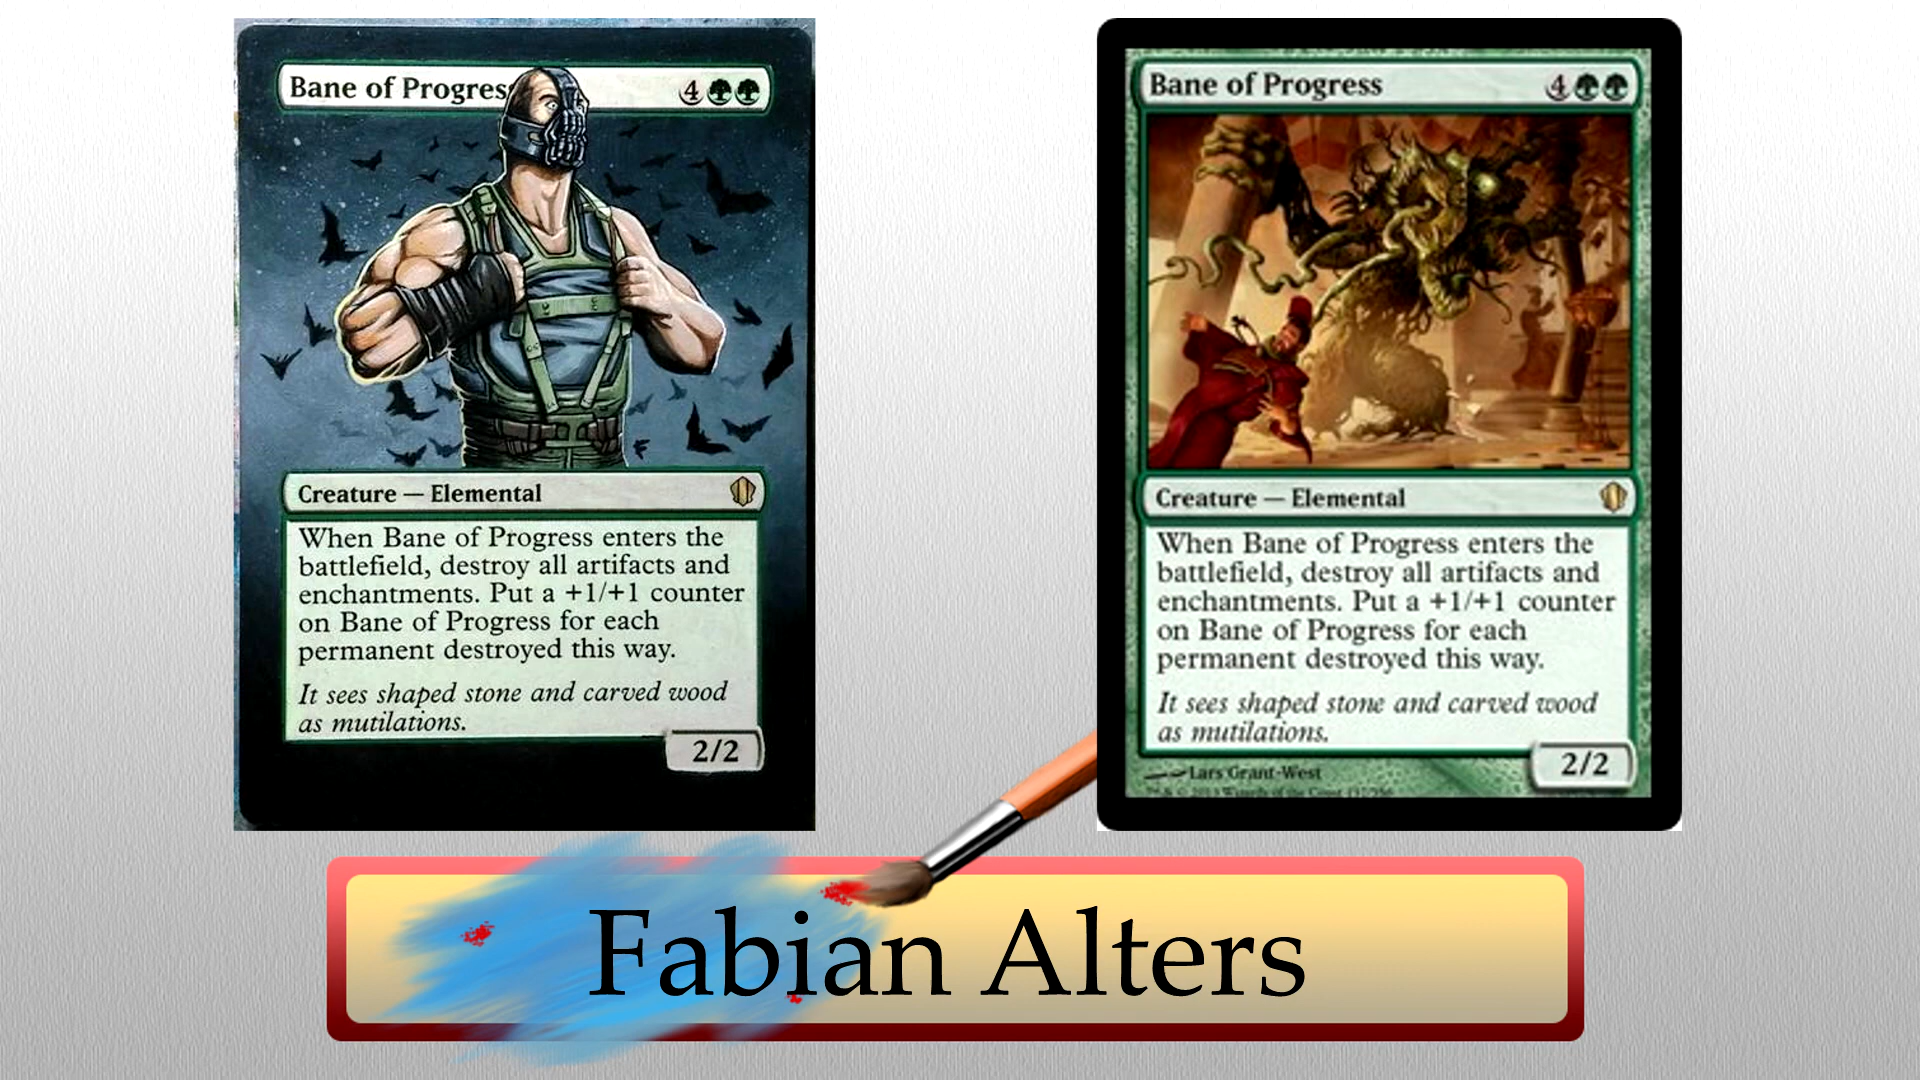 Bane of Progress 4
Creature — Elemental
When Bane of Progress enters the
battlefield, destroy all artifacts and
enchantments. Put a +1/+1 counter
on Bane of Progress for each
permanent destroyed this way.
It sees shaped stone and carved wood
as mutilations.
2/2
Bane of Progress 4
Creature — Elemental
When Bane of Progress enters the
battlefield, destroy all artifacts and
enchantments. Put a +1/+1 counter
on Bane of Progress for each
permanent destroyed this way.
It sees shaped stone and carved wood
as mutilations.
2/2
Lars Grant-West
Fabian Alters